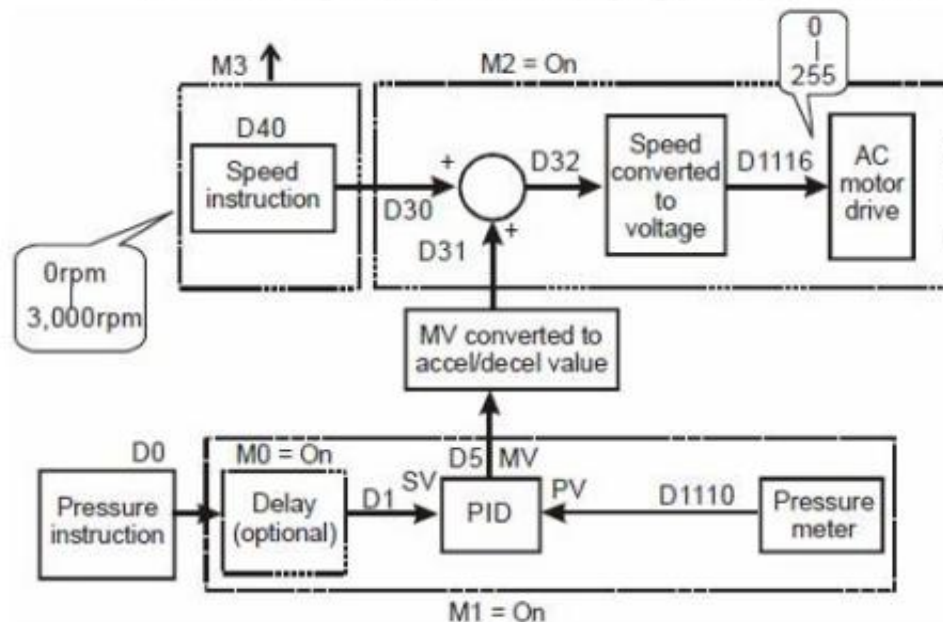 0
255
M3
M2 = On
D40
Speed
instruction
+
D30
D32
Speed
converted
to
voltage
D1116
AC
motor
drive
D31
+
0rpm
3,000rpm
MV converted to
accel/decel value
D0
M0 = On
D5
MV
Pressure
instruction
Delay
(optional)
D1
SV
PID
PV
D1110
Pressure
meter
M1 = On